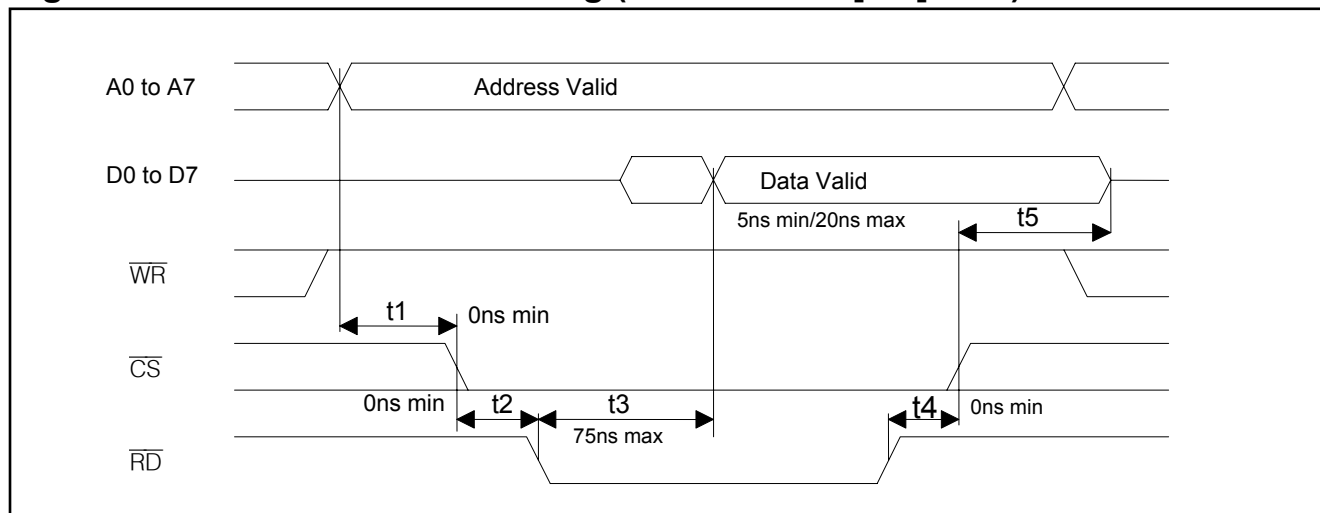 A0 to A7
Address Valid
D0 to D7
Data Valid
5ns min/20ns max
t5
WR
t1
0ns min
CS
0ns min
t2
t3
t4
0ns min
75ns max
RD